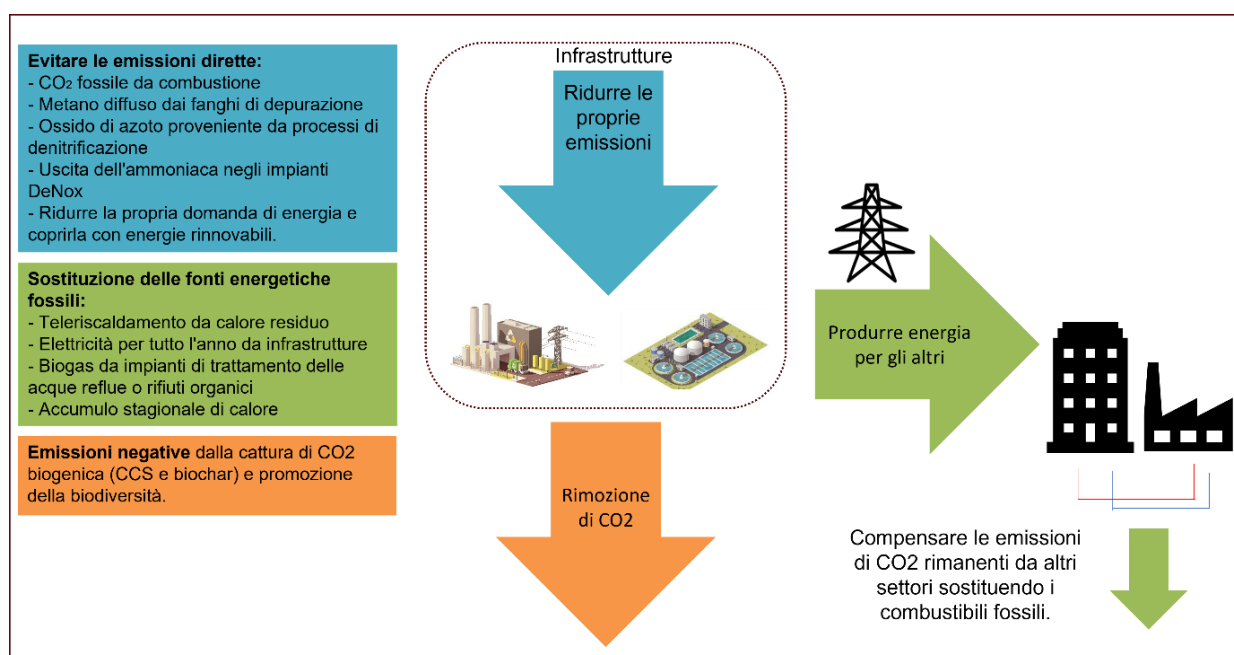 Evitare le emissioni dirette:
- CO₂ fossile da combustione
- Metano diffuso dai fanghi di depurazione
- Ossido di azoto proveniente da processi di
denitrificazione
- Uscita dell'ammoniaca negli impianti
DeNox
- Ridurre la propria domanda di energia e
coprirla con energie rinnovabili.
Sostituzione delle fonti energetiche
fossili:
- Teleriscaldamento da calore residuo
- Elettricità per tutto l'anno da infrastrutture
- Biogas da impianti di trattamento delle
acque reflue o rifiuti organici
- Accumulo stagionale di calore
Emissioni negative dalla cattura di CO2
biogenica (CCS e biochar) e promozione
della biodiversità.
Infrastrutture
Ridurre le
proprie
emissioni
Rimozione
di CO2
Produrre energia
per gli altri
Compensare le emissioni
di CO2 rimanenti da altri
settori sostituendo i
combustibili fossili.